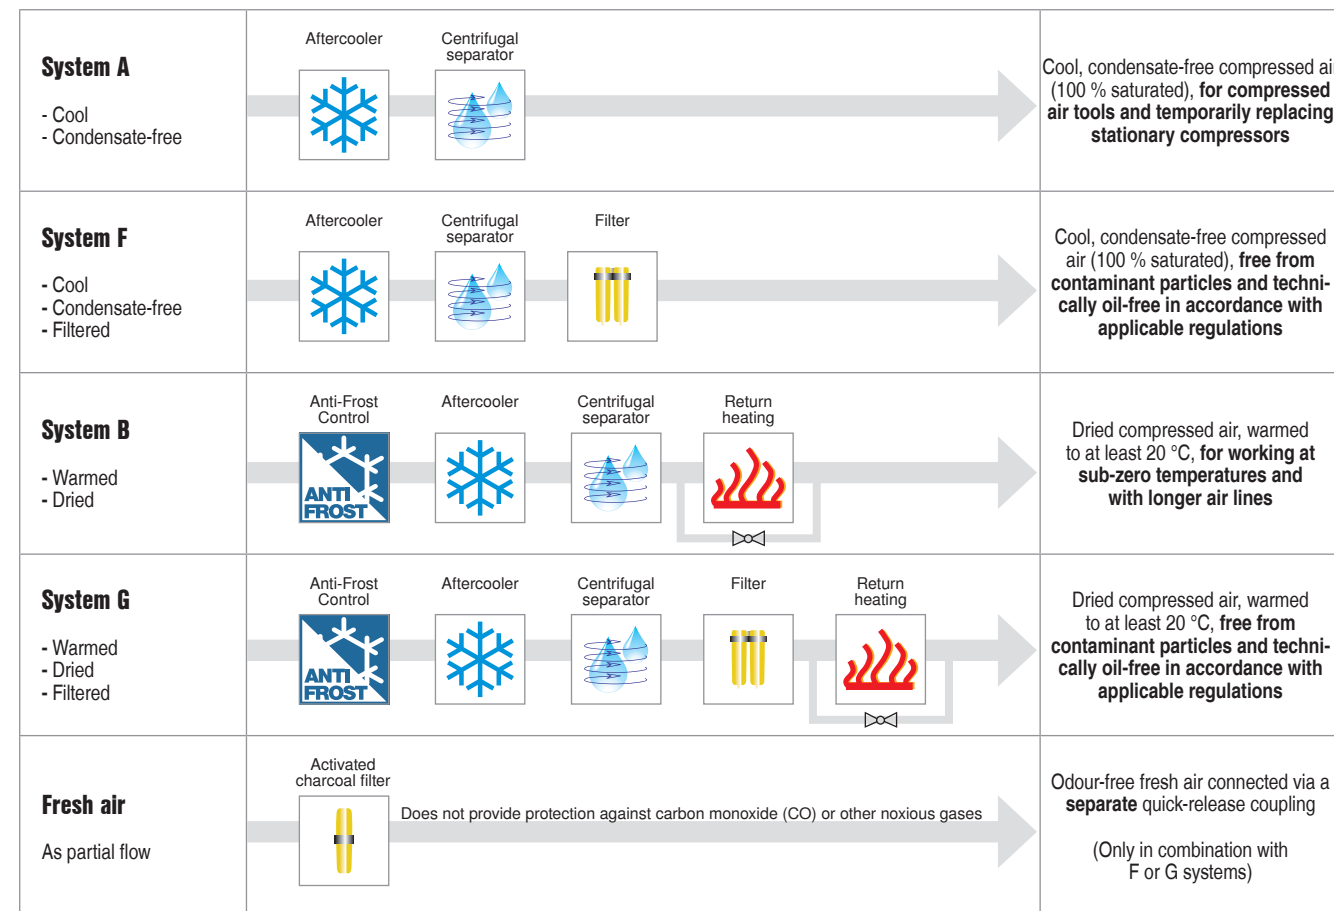 System A
- Cool
- Condensate-free
Aftercooler
Centrifugal
separator
Cool, condensate-free compressed air
(100 % saturated), for compressed
air tools and temporarily replacing
stationary compressors
System F
- Cool
- Condensate-free
- Filtered
Aftercooler
Centrifugal
separator
Filter
Cool, condensate-free compressed
air (100 % saturated), free from
contaminant particles and techni-
cally oil-free in accordance with
applicable regulations
System B
- Warmed
- Dried
Anti-Frost
Control
ANTI
FROST
Aftercooler
Centrifugal
separator
Return
heating
Dried compressed air, warmed
to at least 20 °C, for working at
sub-zero temperatures and
with longer air lines
System G
- Warmed
- Dried
- Filtered
Anti-Frost
Control
ANTI
FROST
Aftercooler
Centrifugal
separator
Filter
Return
heating
Dried compressed air, warmed
to at least 20 °C, free from
contaminant particles and techni-
cally oil-free in accordance with
applicable regulations
Fresh air
As partial flow
Activated
charcoal filter
Does not provide protection against carbon monoxide (CO) or other noxious gases
Odour-free fresh air connected via a
separate quick-release coupling
(Only in combination with
F or G systems)